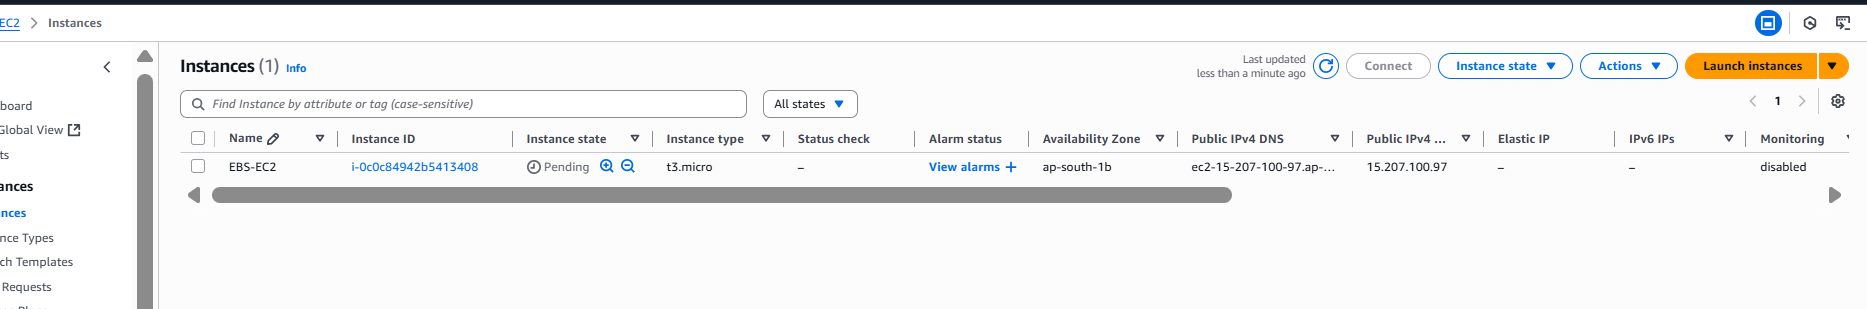 EC2 > Instances
Instances (1) Info
Last updated
less than a minute ago
Connect
Instance state
Actions
Launch instances
Find Instance by attribute or tag (case-sensitive)
All states
1
Name Instance ID Instance state Instance type Status check Alarm status Availability Zone Public IPv4 DNS Public IPv4 ... Elastic IP IPv6 IPs Monitoring
EBS-EC2 i-0c0c84942b5413408 Pending t3.micro – View alarms + ap-south-1b ec2-15-207-100-97.ap-... 15.207.100.97 – – disabled
board
Global View
ts
ances
nces
nce Types
ch Templates
Requests